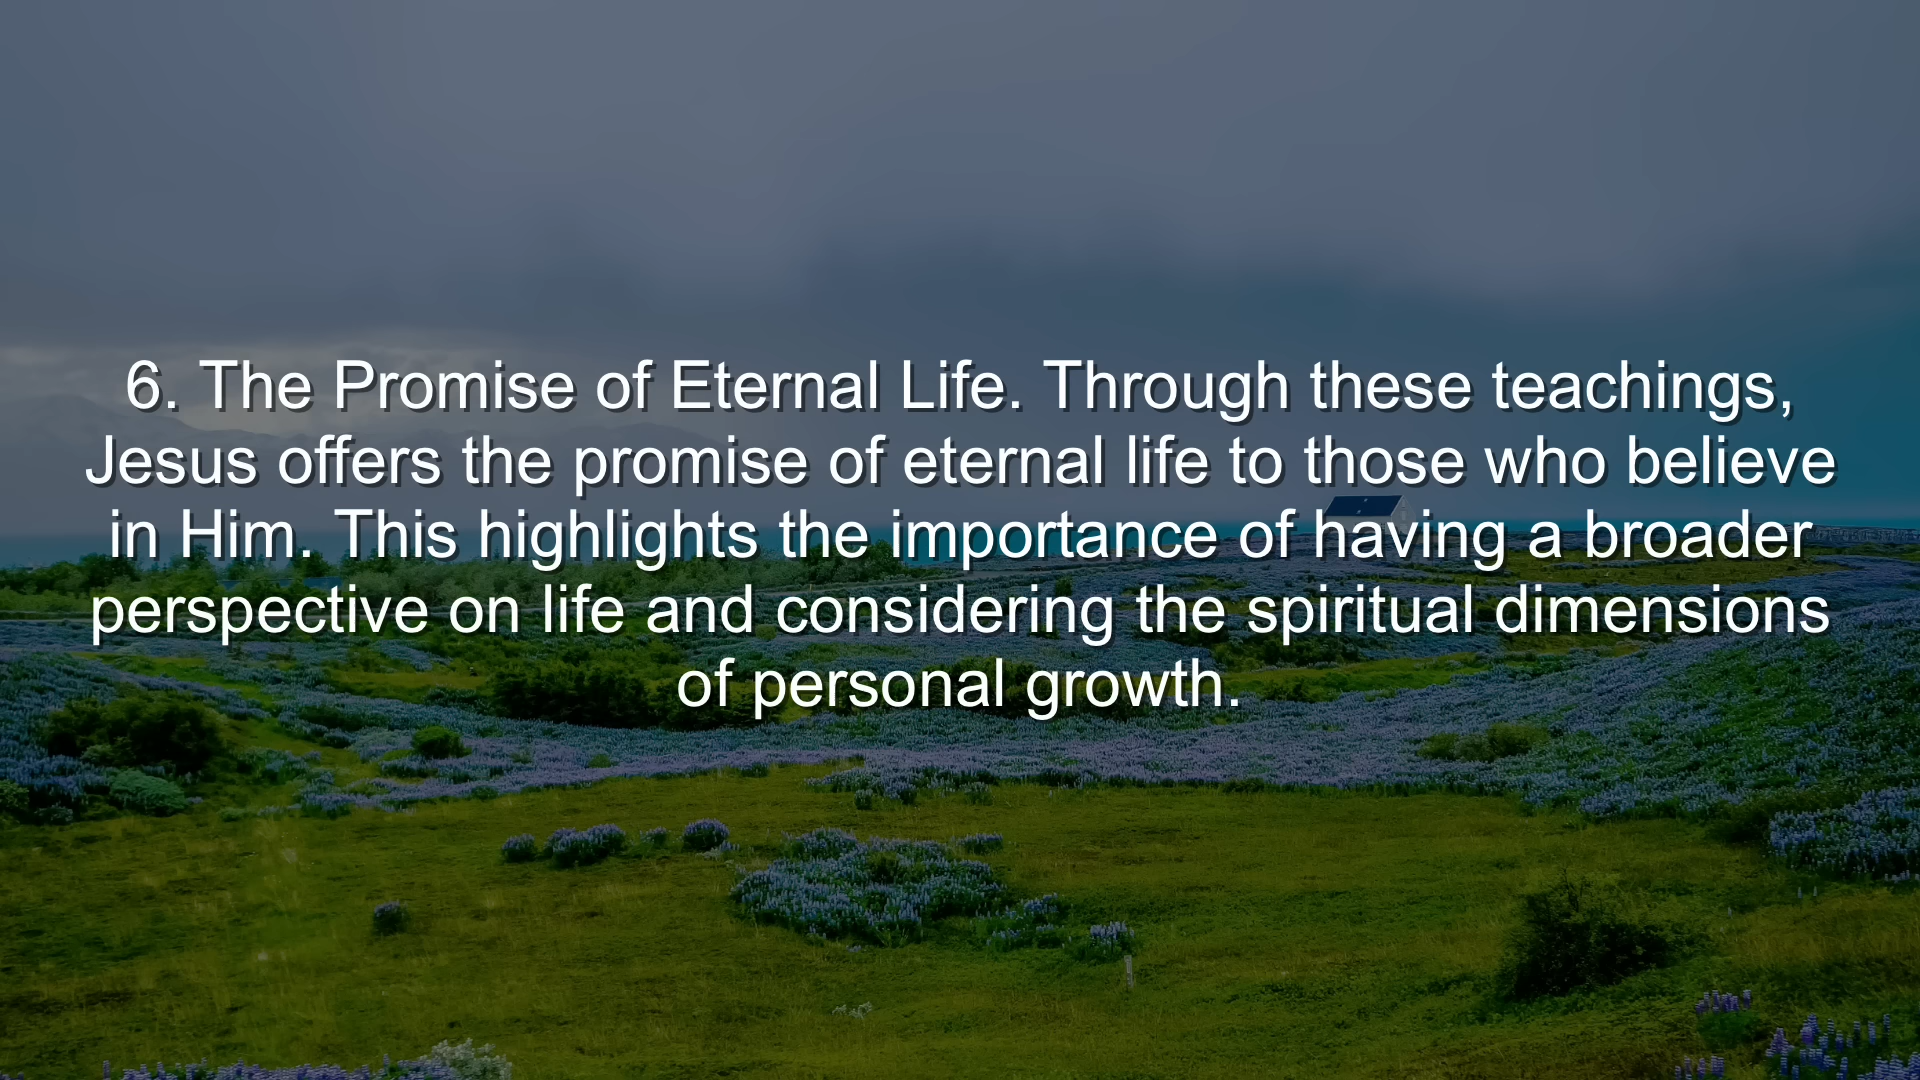 6. The Promise of Eternal Life. Through these teachings,
Jesus offers the promise of eternal life to those who believe
in Him. This highlights the importance of having a broader
perspective on life and considering the spiritual dimensions
of personal growth.